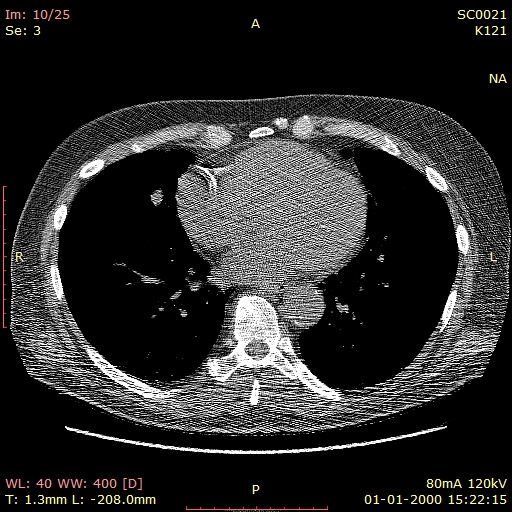 Im: 10/25
Se: 3
A
SC0021
K121
NA
R
L
WL: 40 WW: 400 [D]
T: 1.3mm L: -208.0mm
P
80mA 120kV
01-01-2000 15:22:15